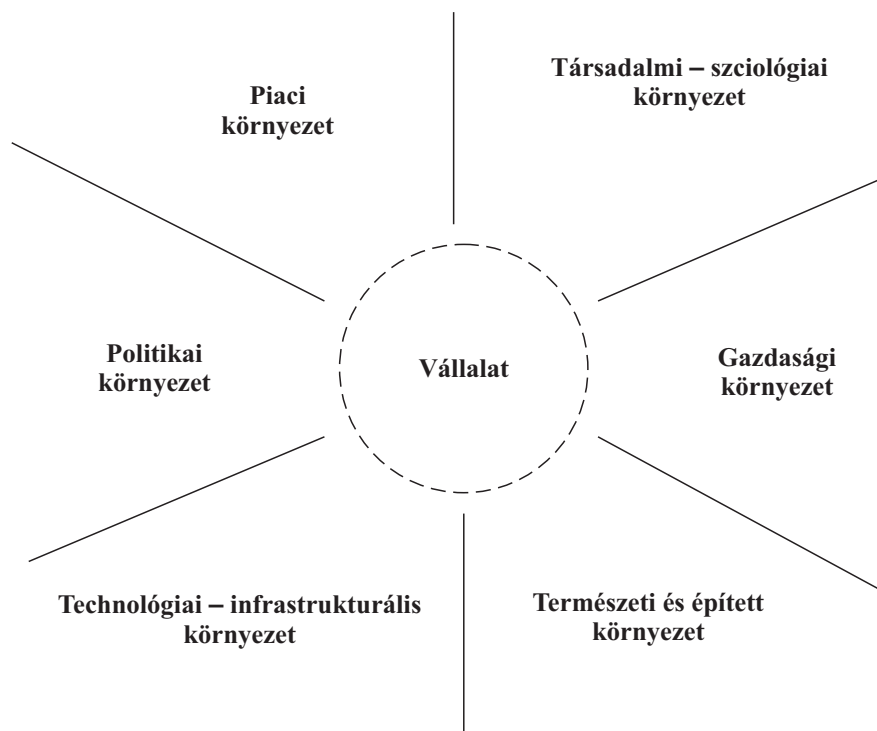 Piaci
környezet
Társadalmi – szciológiai
környezet
Politikai
környezet
Vállalat
Gazdasági
környezet
Technológiai – infrastrukturális
környezet
Természeti és épített
környezet